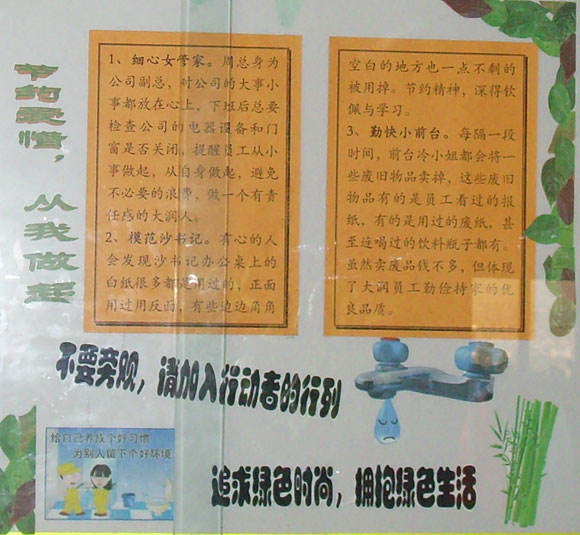 节约爱惜，从我做起
1、细心女管家。周总身为
公司副总，对公司的大事小
事都放在心上，下班后总要
检查公司的电器设备和门
窗是否关闭，提醒员工从小
事做起，从自身做起，避免
不必要的浪费，做一个有责
任感的大润人。
2、模范沙书记。有心的人
会发现沙书记办公桌上的
白纸很多都是用过的，正面
用过用反面，有些边边角角
空白的地方也一点不剩的
被用掉。节约精神，深得钦
佩与学习。
3、勤快小前台。每隔一段
时间，前台冷小姐都会将一
些废旧物品卖掉，这些废旧
物品有的是员工看过的报
纸，有的是用过的废纸，甚
至连喝过的饮料瓶子都有。
虽然卖废品钱不多，但体现
了大润员工勤俭持家的优
良品质。
不要旁观，请加入行动者的行列
给自己养成个好习惯
为别人留下个好环境
追求绿色时尚，拥抱绿色生活